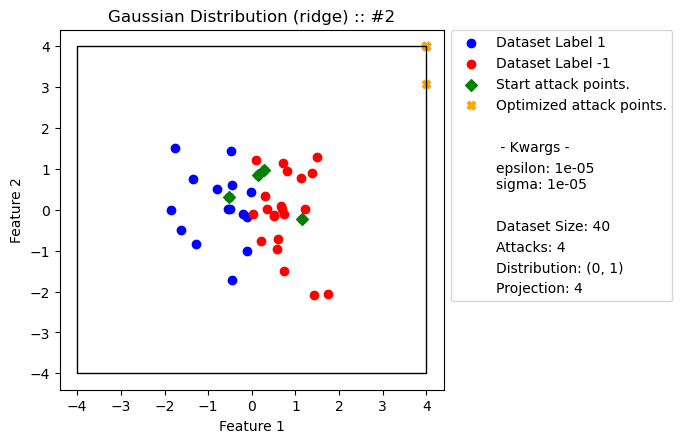 Gaussian Distribution (ridge) :: #2
4
3
2
1
0
−1
−2
−3
−4
Feature 2
−4 −3 −2 −1 0 1 2 3 4
Feature 1
Dataset Label 1
Dataset Label -1
Start attack points.
Optimized attack points.
- Kwargs -
epsilon: 1e-05
sigma: 1e-05
Dataset Size: 40
Attacks: 4
Distribution: (0, 1)
Projection: 4